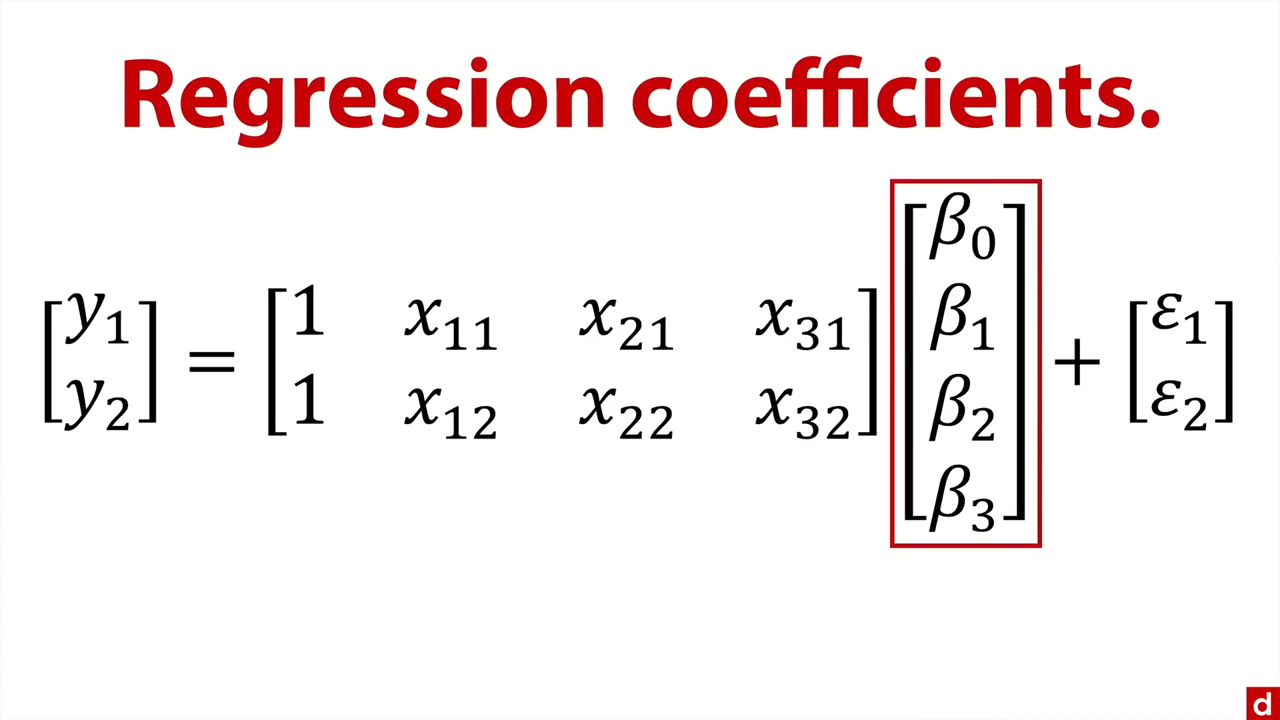 Regression coefficients.
[y₁ y₂] = [1 x₁₁ x₂₁ x₃₁; 1 x₁₂ x₂₂ x₃₂] [β₀ β₁ β₂ β₃] + [ε₁ ε₂]
d